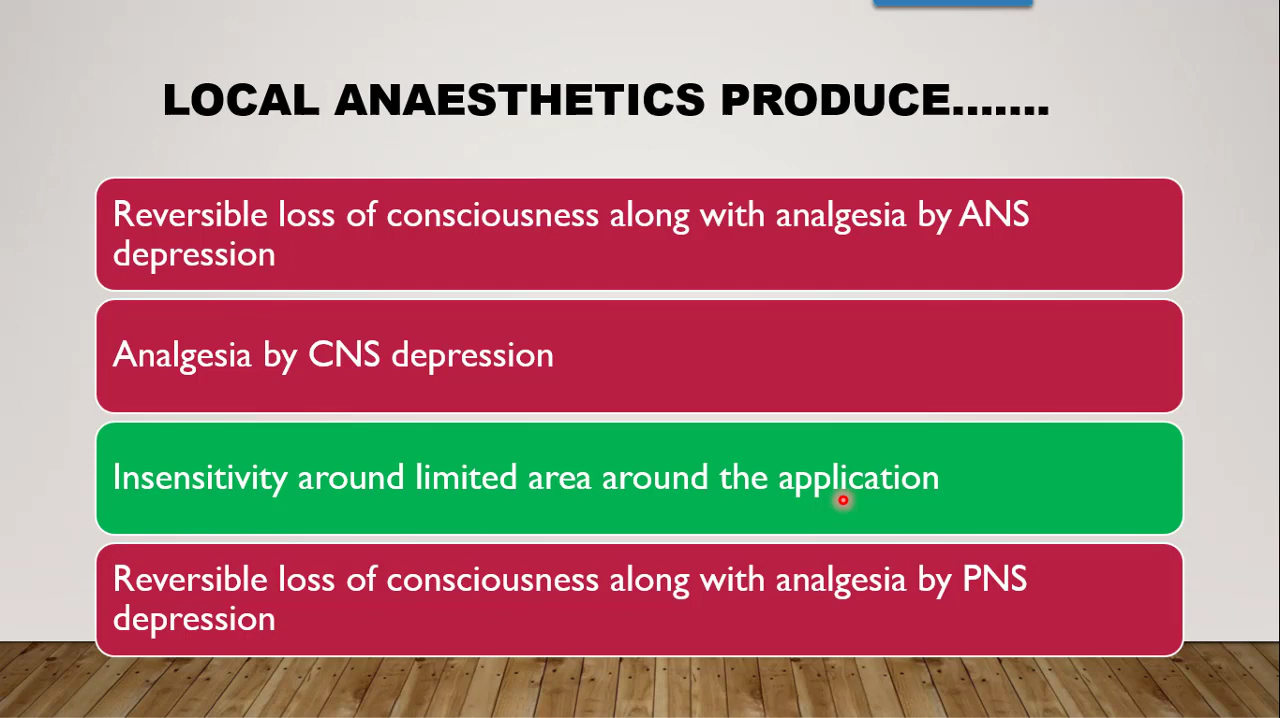 LOCAL ANAESTHETICS PRODUCE.......
Reversible loss of consciousness along with analgesia by ANS
depression
Analgesia by CNS depression
Insensitivity around limited area around the application
Reversible loss of consciousness along with analgesia by PNS
depression